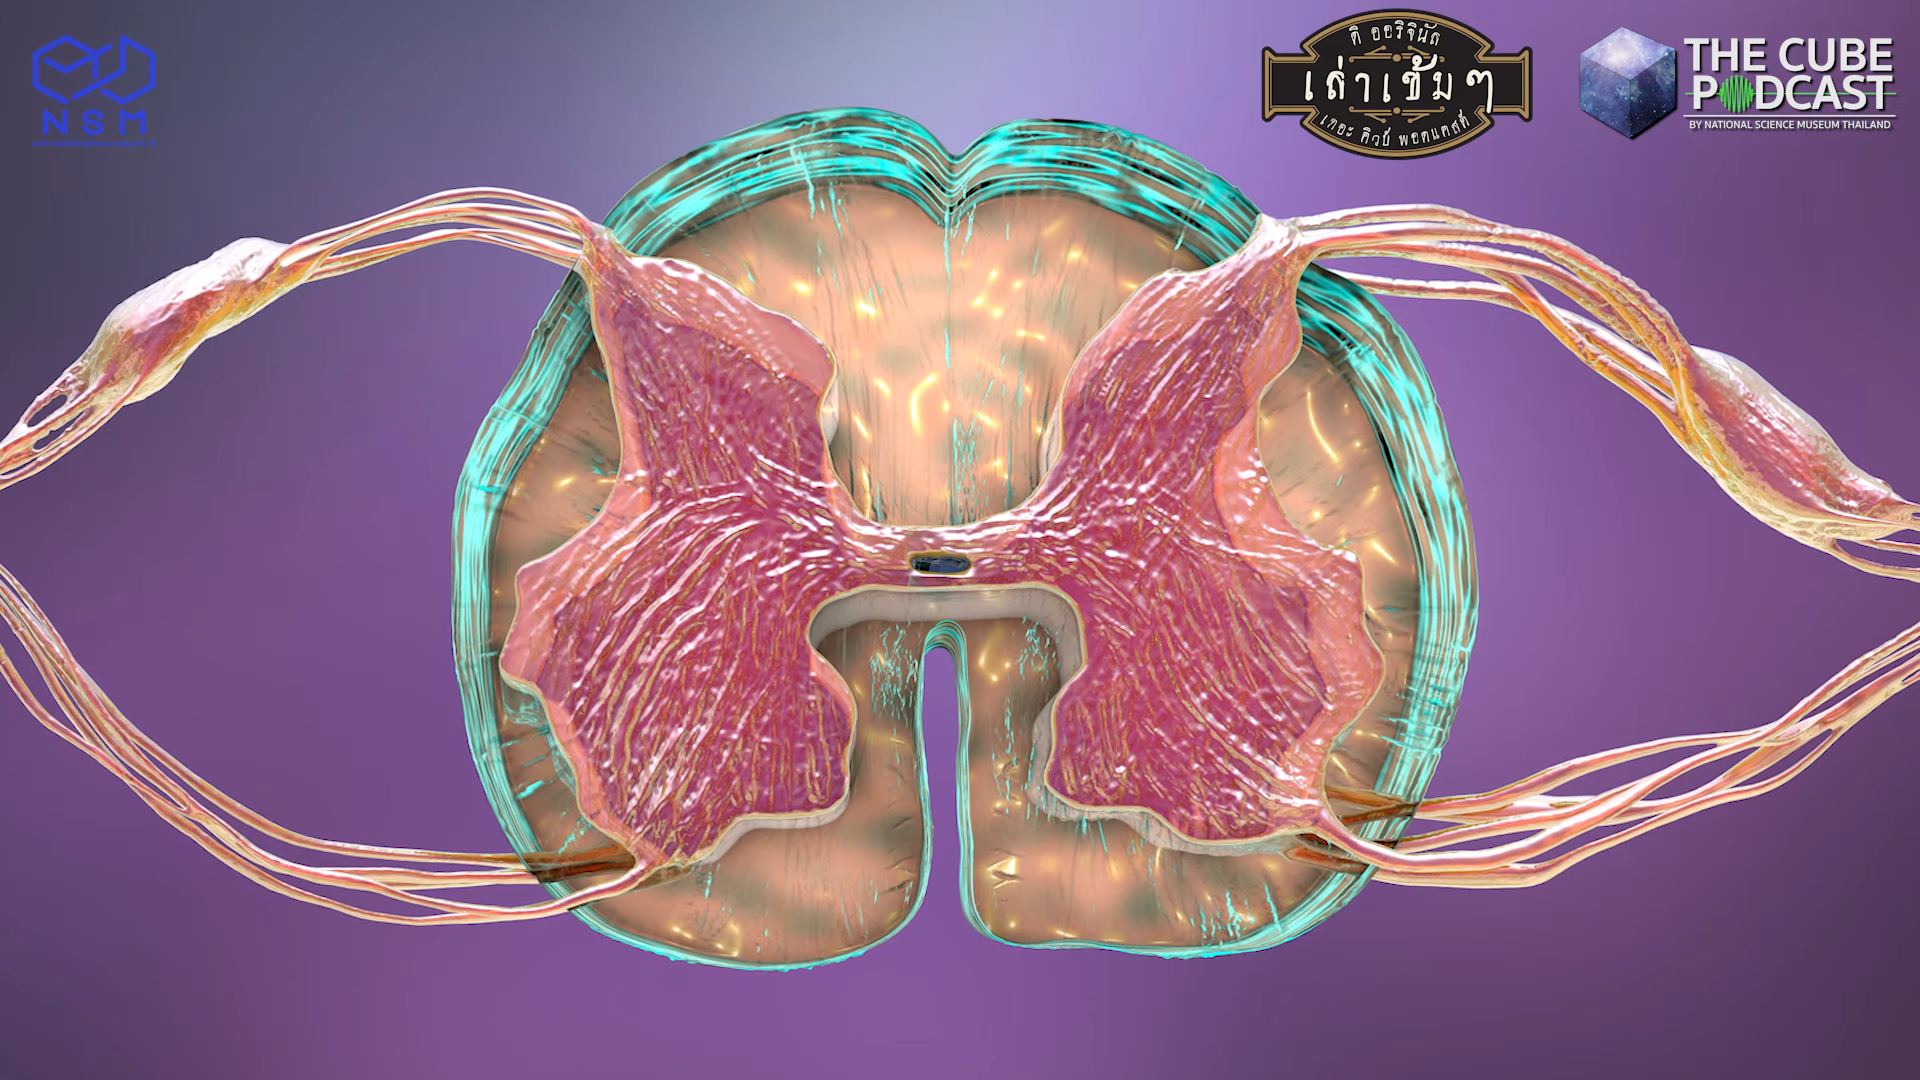 NSM
ดิ ออริจินัล
เล่าเข้มๆ
เดอะ คิวบ์ พอดแคสต์
THE CUBE
PODCAST
BY NATIONAL SCIENCE MUSEUM THAILAND